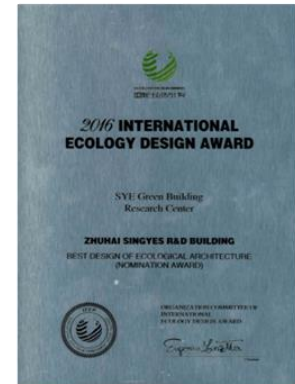 2016 INTERNATIONAL
ECOLOGY DESIGN AWARD
SYE Green Building
Research Center
ZHUHAI SINGYES R&D BUILDING
BEST DESIGN OF ECOLOGICAL ARCHITECTURE
(NOMINATION AWARD)
ORGANIZATION COMMITTEE OF
INTERNATIONAL
ECOLOGY DESIGN AWARD